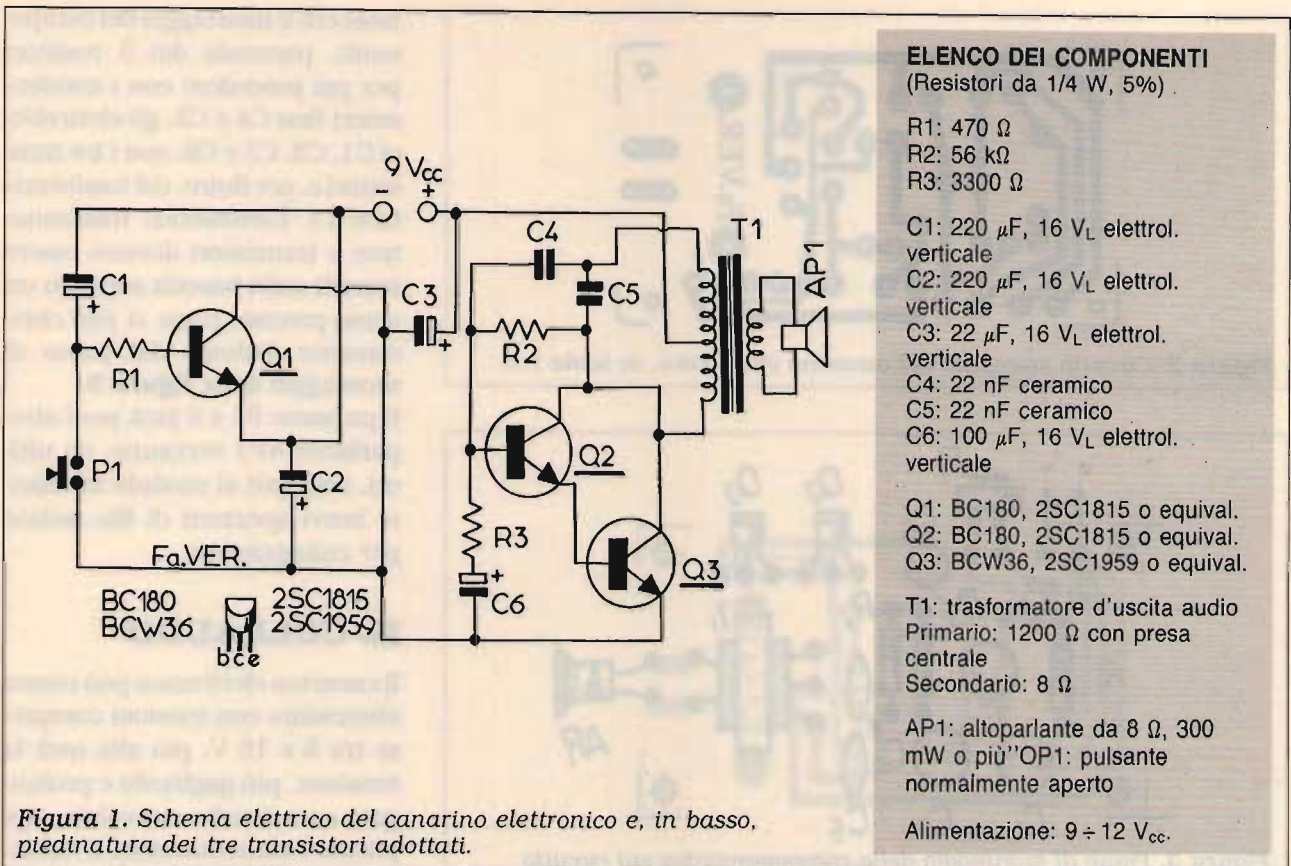 9 Vcc
- +
C1
+
R1
Q1
P1
C2
+
C3
+
C4
C5
R2
Q2
R3
+
C6
Q3
T1
AP1
Fa.VER.
BC180 2SC1815
BCW36 2SC1959
bce
Figura 1. Schema elettrico del canarino elettronico e, in basso,
piedinatura dei tre transistori adottati.
ELENCO DEI COMPONENTI
(Resistori da 1/4 W, 5%)
R1: 470 Ω
R2: 56 kΩ
R3: 3300 Ω
C1: 220 µF, 16 VL elettrol.
verticale
C2: 220 µF, 16 VL elettrol.
verticale
C3: 22 µF, 16 VL elettrol.
verticale
C4: 22 nF ceramico
C5: 22 nF ceramico
C6: 100 µF, 16 VL elettrol.
verticale
Q1: BC180, 2SC1815 o equival.
Q2: BC180, 2SC1815 o equival.
Q3: BCW36, 2SC1959 o equival.
T1: trasformatore d'uscita audio
Primario: 1200 Ω con presa
centrale
Secondario: 8 Ω
AP1: altoparlante da 8 Ω, 300
mW o più''OP1: pulsante
normalmente aperto
Alimentazione: 9 ÷ 12 Vcc.